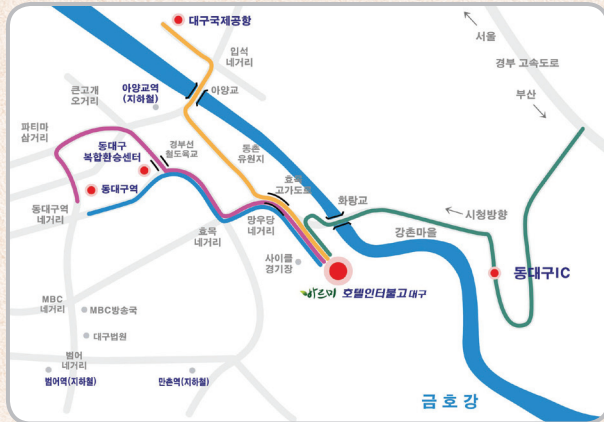 대구국제공항
서울
입석
네거리
경부 고속도로
큰고개
오거리
아양교역
(지하철)
아양교
부산
파티마
삼거리
동대구
복합환승센터
경부선
철도육교
동촌
유원지
효목
고가도로
동대구역
화랑교
시청방향
동대구역
네거리
효목
네거리
망우당
네거리
강촌마을
사이클
경기장
동대구IC
호텔인터불고 대구
MBC
네거리
MBC방송국
대구법원
범어
네거리
범어역(지하철)
만촌역(지하철)
금호강